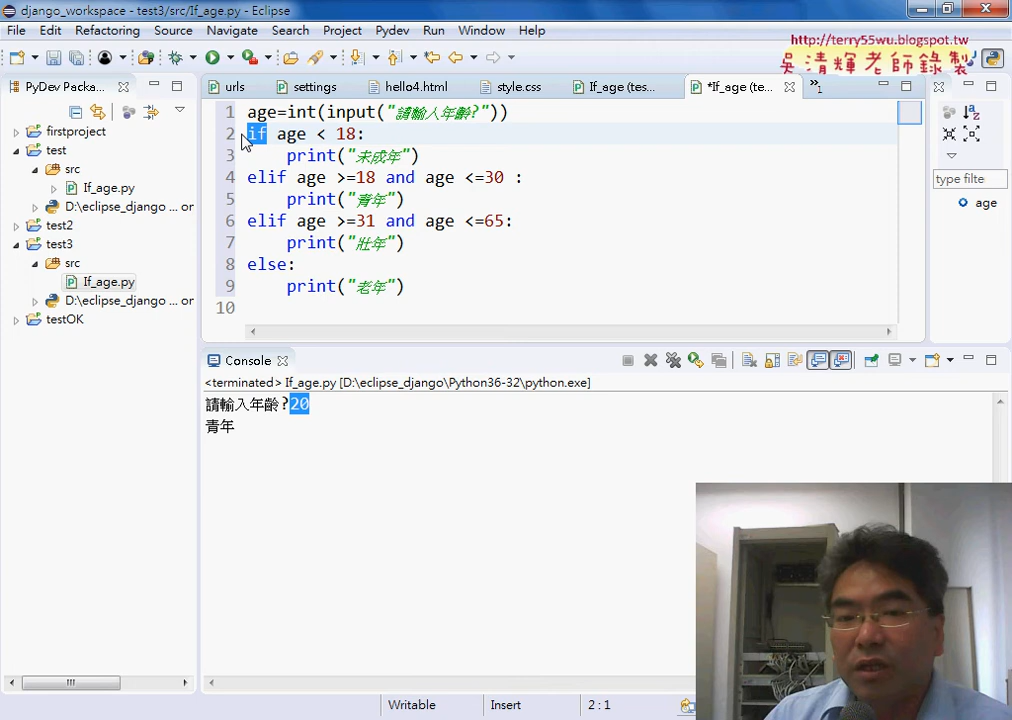 django_workspace - test3/src/If_age.py - Eclipse
File Edit Refactoring Source Navigate Search Project Pydev Run Window Help
http://terry55wu.blogspot.tw
吳清輝老師錄製
PyDev Packa...
urls settings hello4.html style.css If_age (tes... *If_age (te... »1
firstproject
test
src
If_age.py
D:\eclipse_django ... or
test2
test3
src
If_age.py
D:\eclipse_django ... or
testOK
1 age=int(input("請輸入年齡?"))
2 if age < 18:
3 print("未成年")
4 elif age >=18 and age <=30 :
5 print("青年")
6 elif age >=31 and age <=65:
7 print("壯年")
8 else:
9 print("老年")
10
type filte
age
Console
<terminated> If_age.py [D:\eclipse_django\Python36-32\python.exe]
請輸入年齡?20
青年
Writable Insert 2 : 1